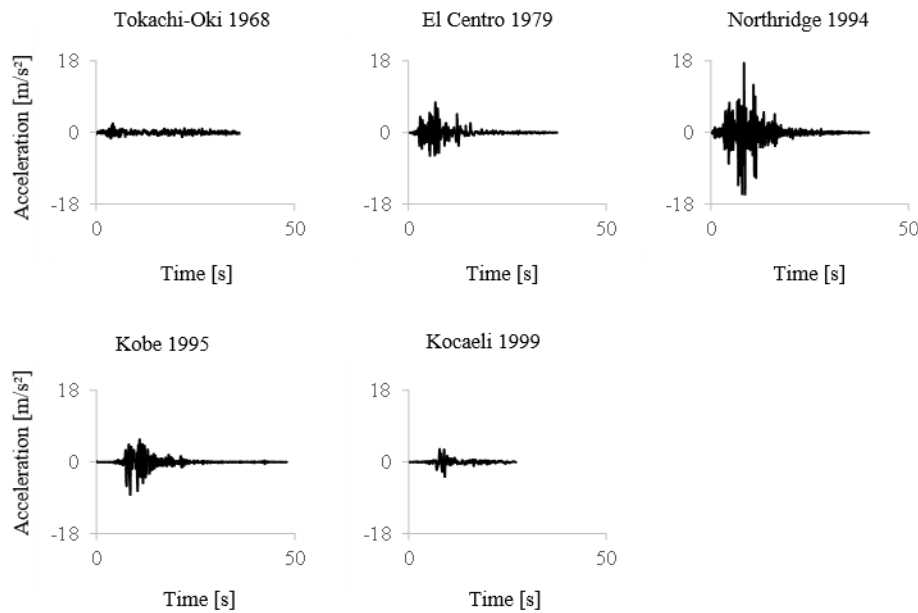 Tokachi-Oki 1968
El Centro 1979
Northridge 1994
Acceleration [m/s²]
18
0
-18
0
50
Time [s]
18
0
-18
0
50
Time [s]
18
0
-18
0
50
Time [s]
Kobe 1995
Kocaeli 1999
Acceleration [m/s²]
18
0
-18
0
50
Time [s]
18
0
-18
0
50
Time [s]